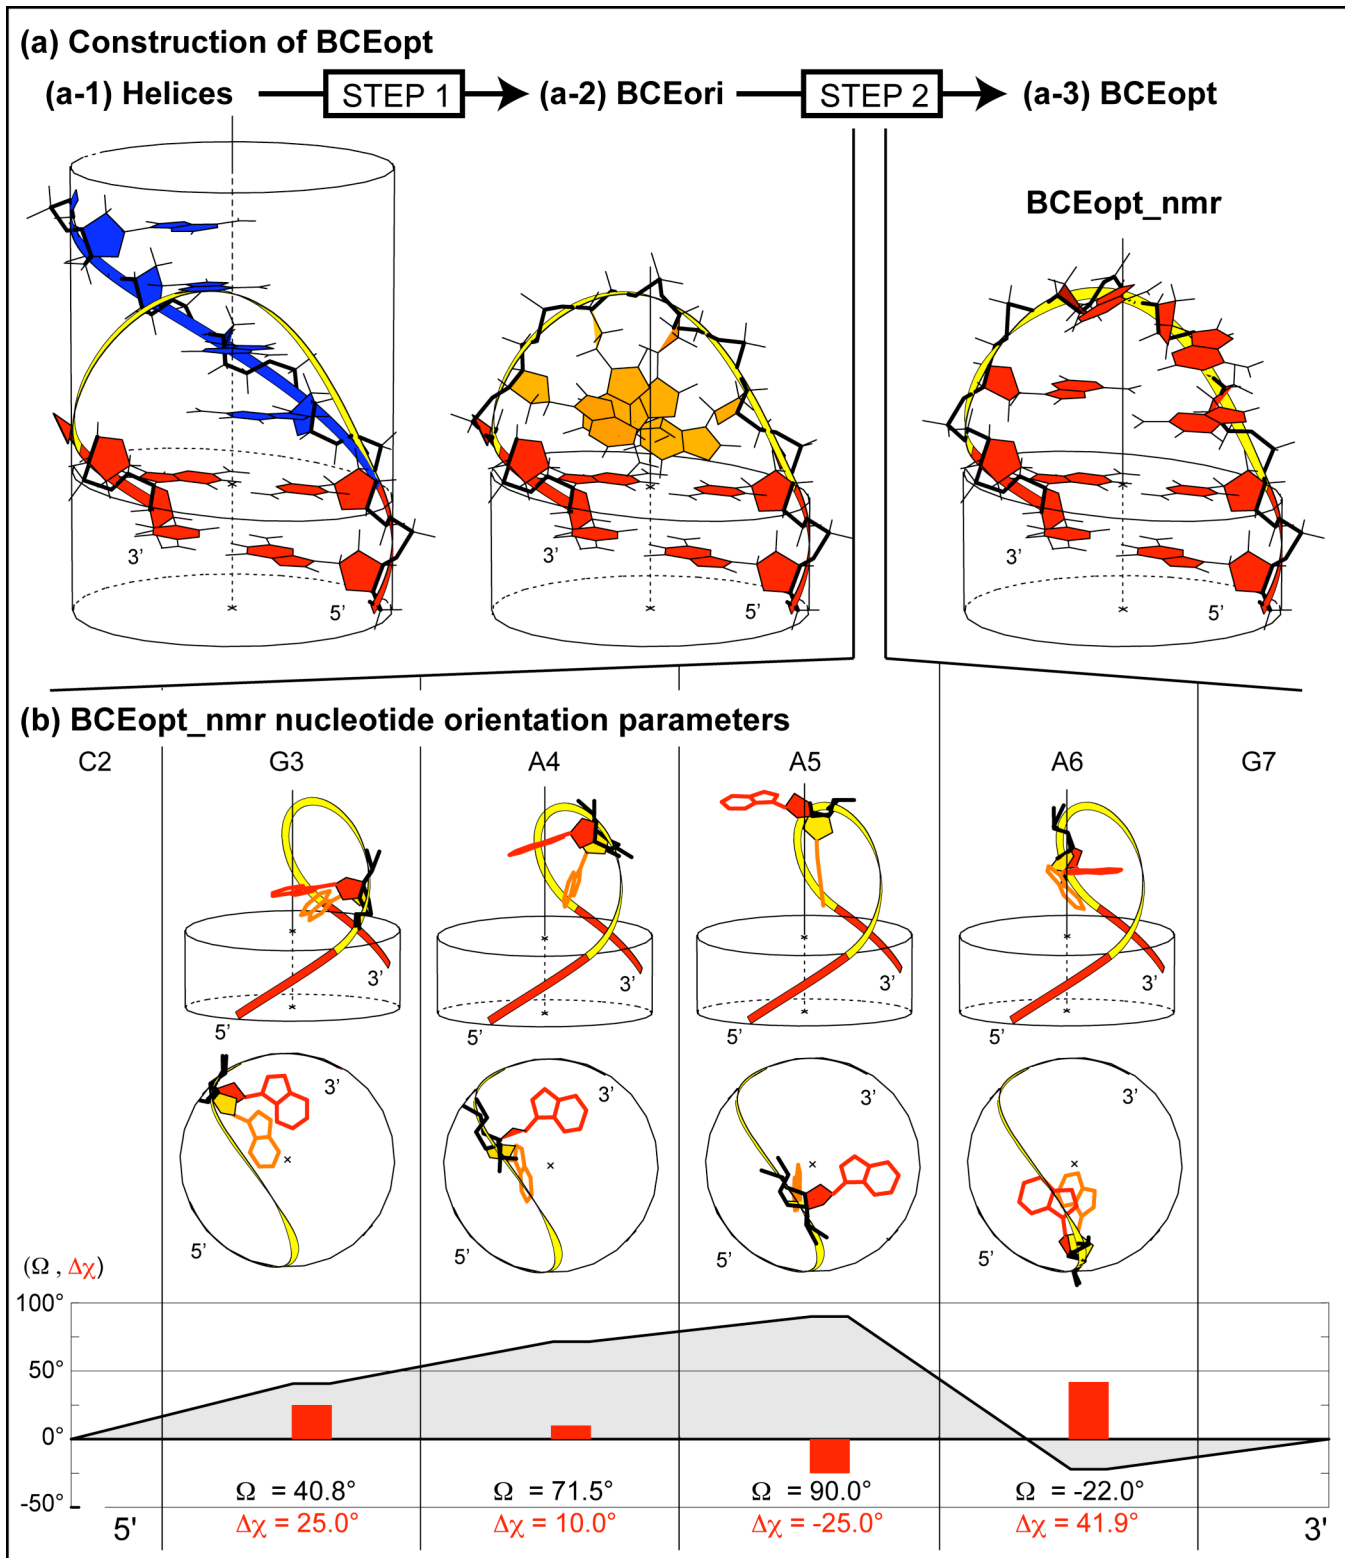 (a) Construction of BCEopt
(a-1) Helices STEP 1 (a-2) BCEori STEP 2 (a-3) BCEopt
BCEopt_nmr
3' 5' 3' 5' 3' 5'
(b) BCEopt_nmr nucleotide orientation parameters
C2 G3 A4 A5 A6 G7
3' 3' 3' 3'
5' 5' 5' 5'
3' 3' 3' 3'
5' 5' 5' 5'
(Ω , Δχ)
100°
50°
0°
-50°
Ω = 40.8° Ω = 71.5° Ω = 90.0° Ω = -22.0°
Δχ = 25.0° Δχ = 10.0° Δχ = -25.0° Δχ = 41.9°
5' 3'